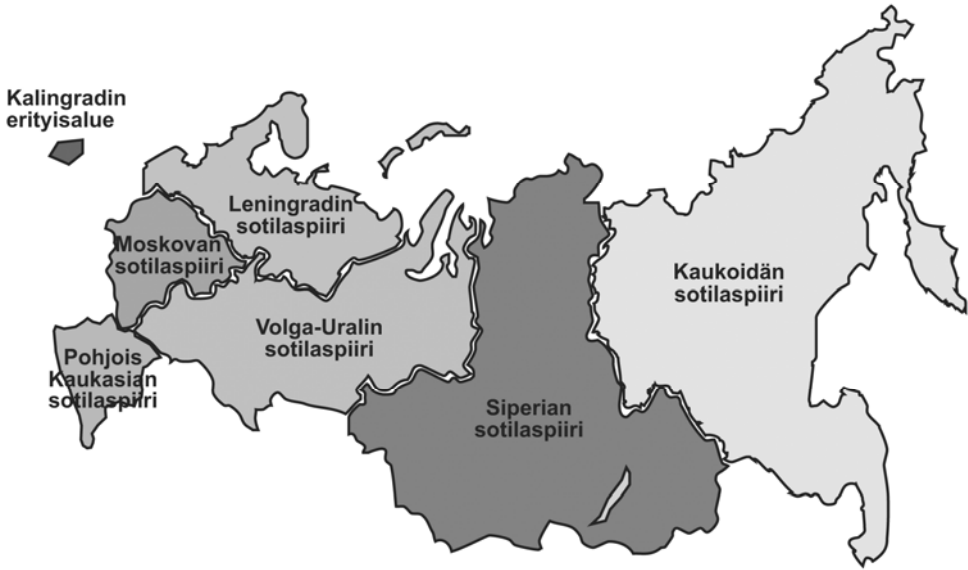 Kalingradin
erityisalue
Leningradin
sotilaspiiri
Moskovan
sotilaspiiri
Kaukoidän
sotilaspiiri
Volga-Uralin
sotilaspiiri
Pohjois
Kaukasian
sotilaspiiri
Siperian
sotilaspiiri